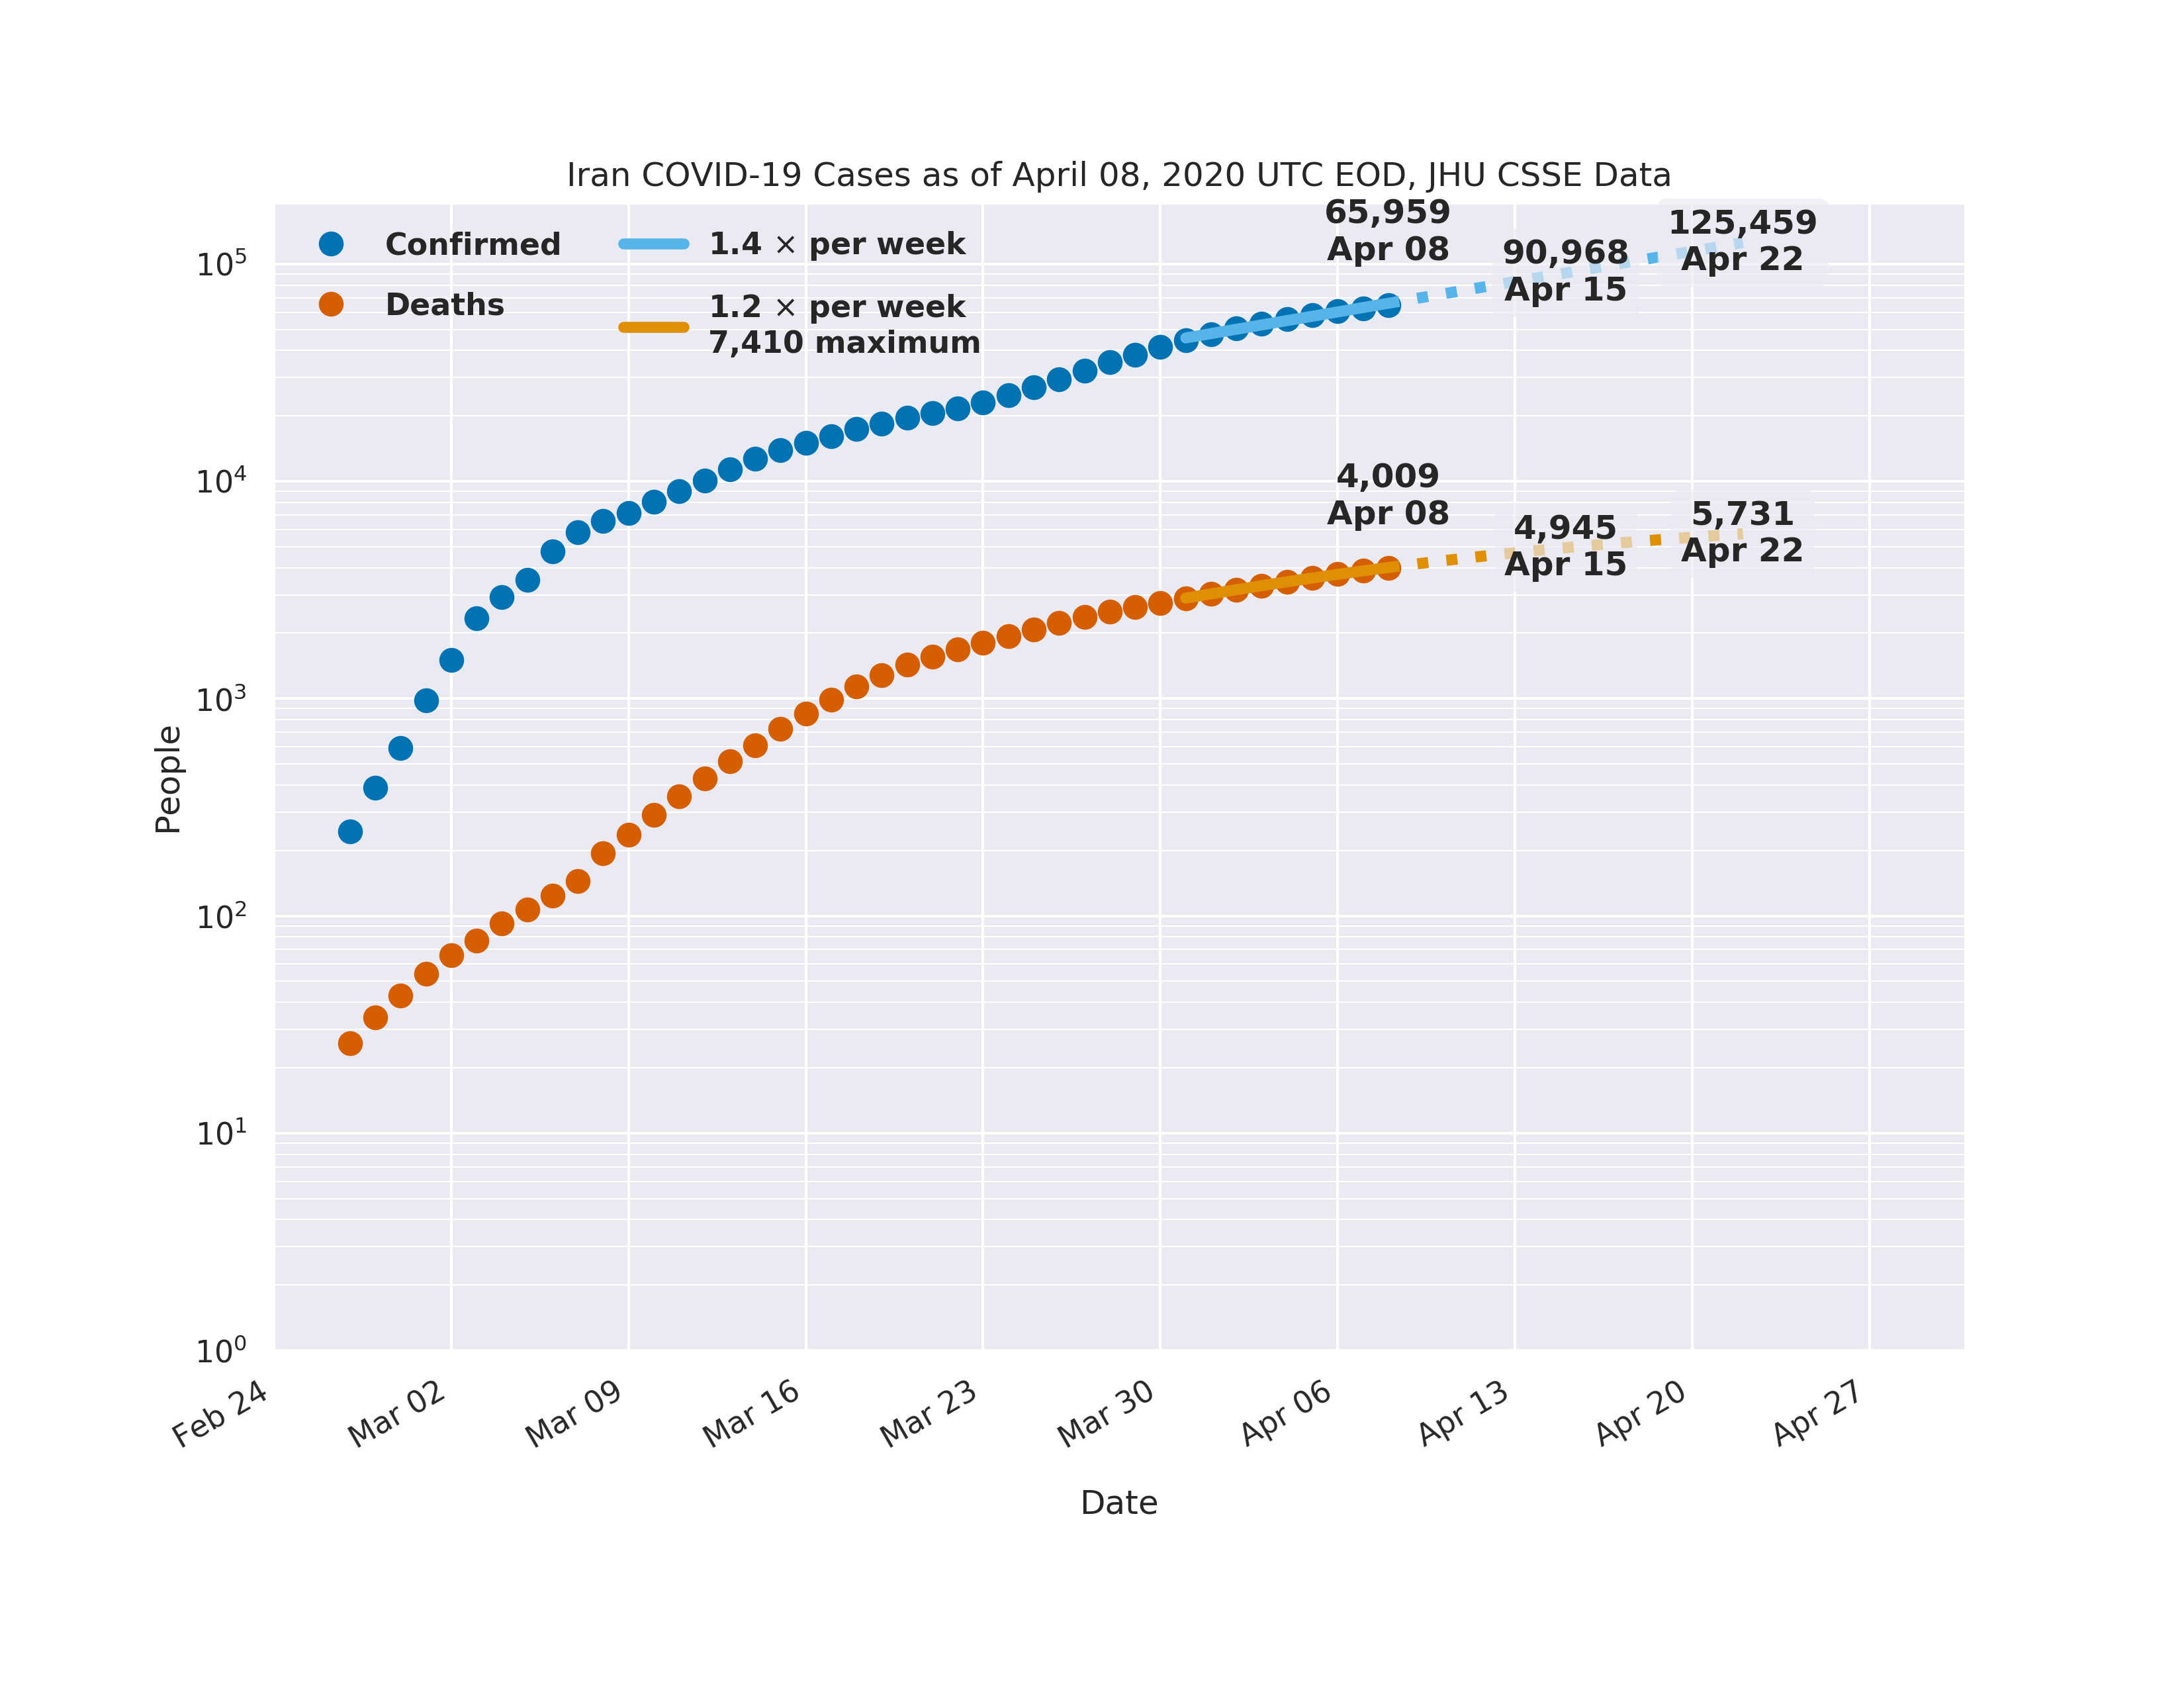 Iran COVID-19 Cases as of April 08, 2020 UTC EOD, JHU CSSE Data
Confirmed
Deaths
1.4 × per week
1.2 × per week
7,410 maximum
65,959
Apr 08
90,968
Apr 15
125,459
Apr 22
4,009
Apr 08
4,945
Apr 15
5,731
Apr 22
People
10⁵
10⁴
10³
10²
10¹
10⁰
Feb 24
Mar 02
Mar 09
Mar 16
Mar 23
Mar 30
Apr 06
Apr 13
Apr 20
Apr 27
Date